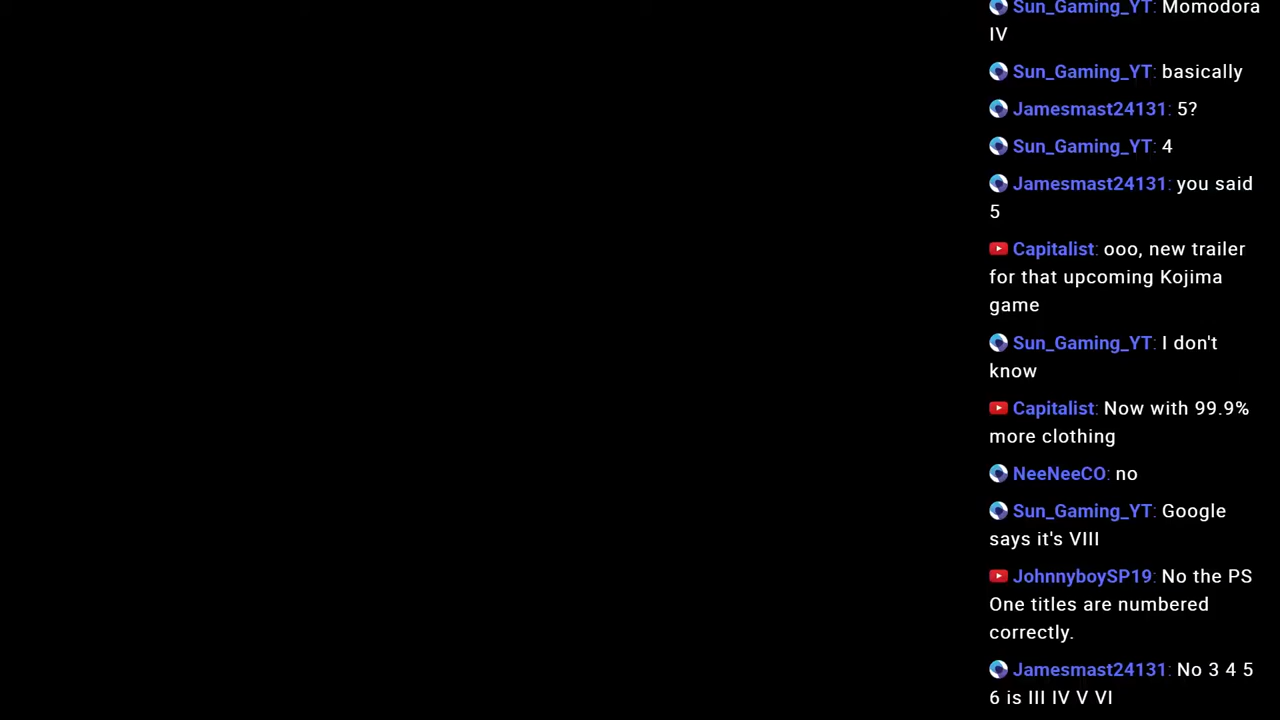 Sun_Gaming_YT: Momodora
IV
Sun_Gaming_YT: basically
Jamesmast24131: 5?
Sun_Gaming_YT: 4
Jamesmast24131: you said
5
Capitalist: ooo, new trailer
for that upcoming Kojima
game
Sun_Gaming_YT: I don't
know
Capitalist: Now with 99.9%
more clothing
NeeNeeCO: no
Sun_Gaming_YT: Google
says it's VIII
JohnnyboySP19: No the PS
One titles are numbered
correctly.
Jamesmast24131: No 3 4 5
6 is III IV V VI